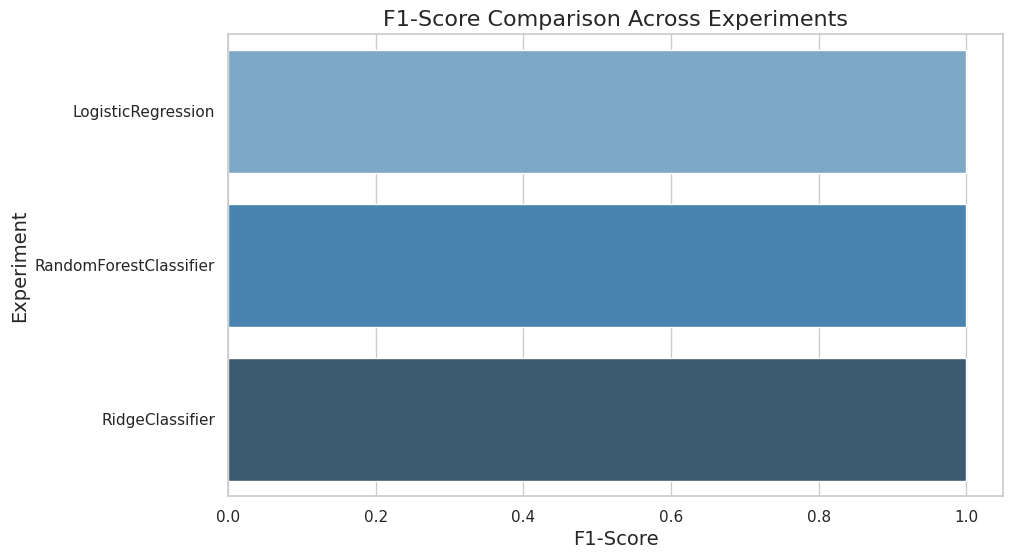 F1-Score Comparison Across Experiments
Experiment
LogisticRegression
RandomForestClassifier
RidgeClassifier
0.0 0.2 0.4 0.6 0.8 1.0
F1-Score